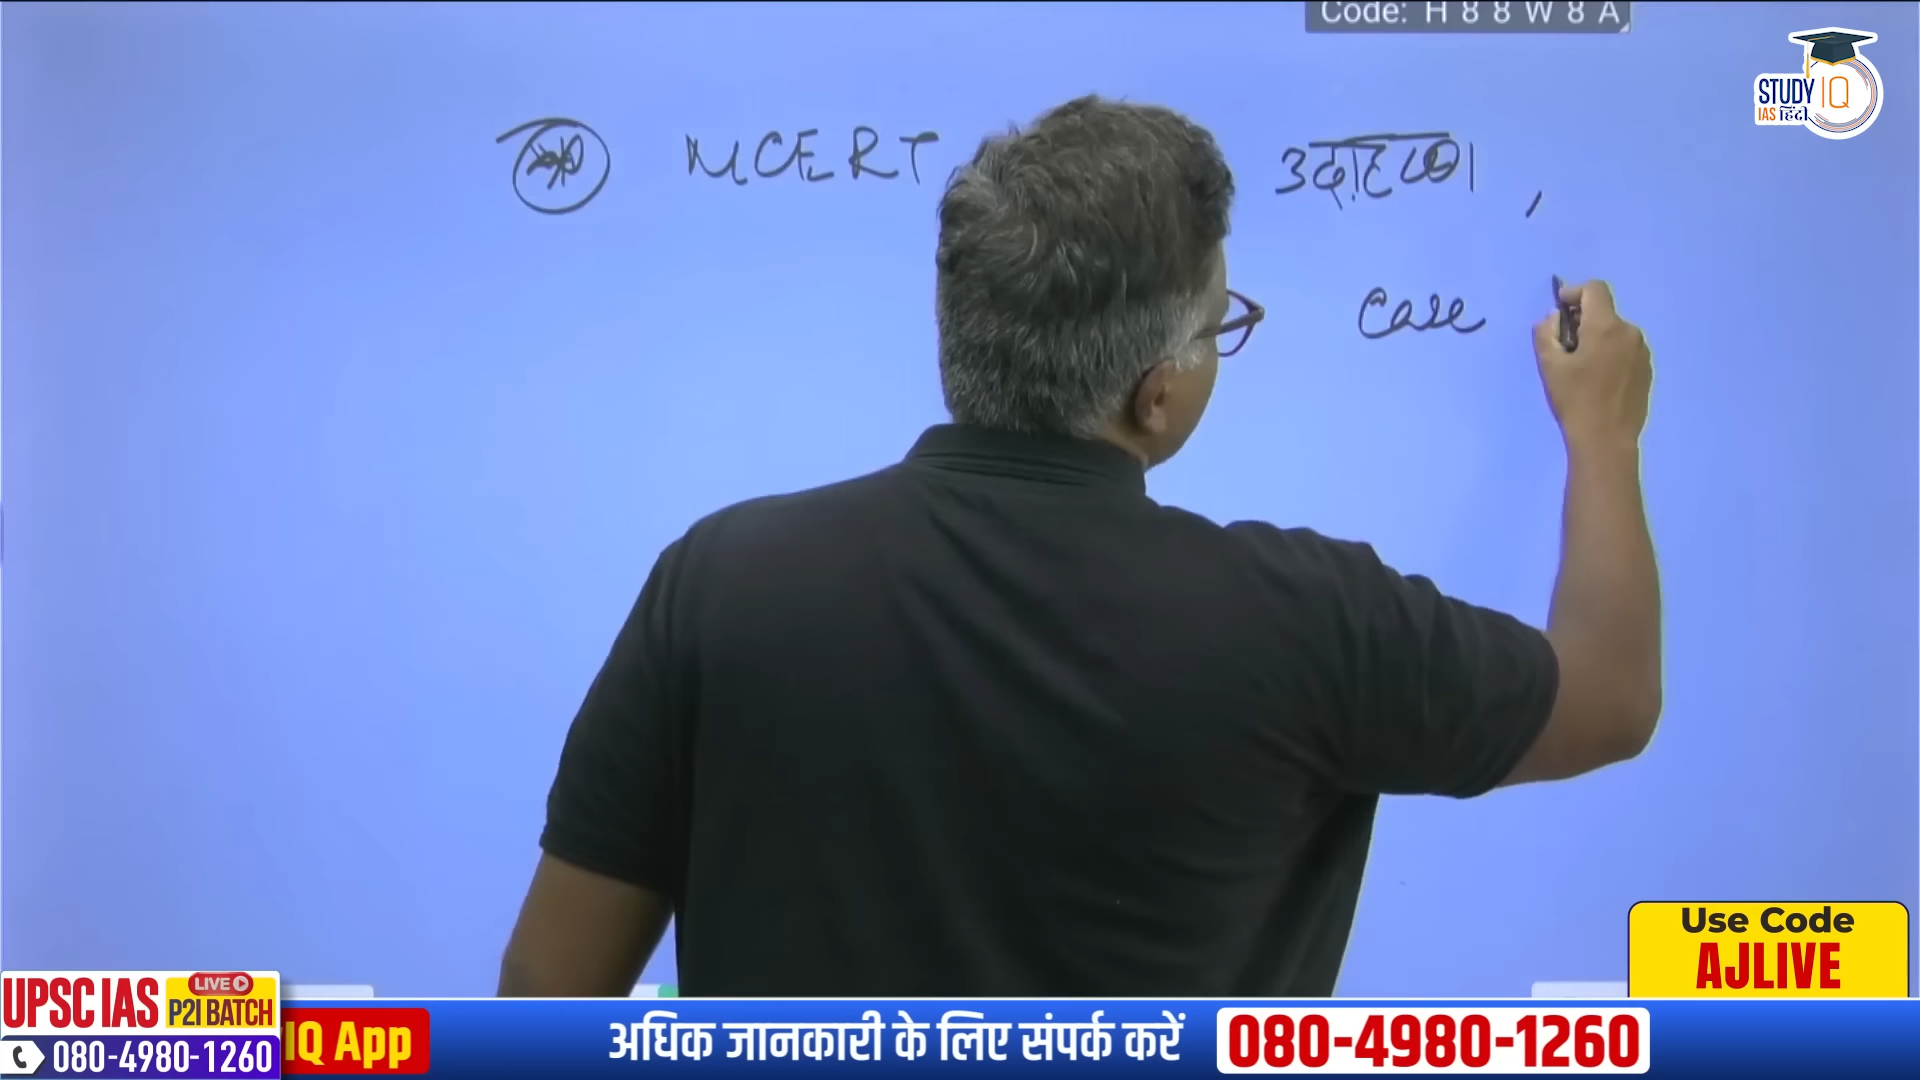 Code: H 8 8 W 8 A
STUDY IQ
IAS हिंदी
NCERT उदाहरण ,
Case
Use Code
AJLIVE
UPSC IAS LIVE P2I BATCH
080-4980-1260
IQ App
अधिक जानकारी के लिए संपर्क करें 080-4980-1260